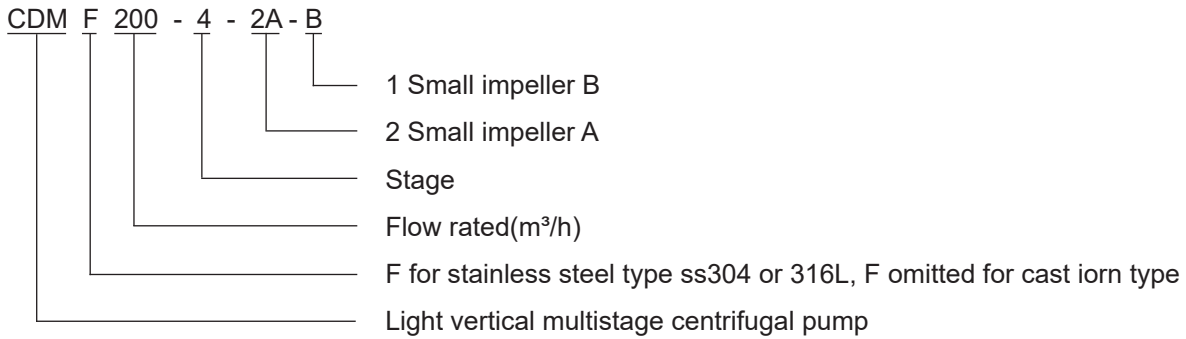 CDM F 200 - 4 - 2A - B
1 Small impeller B
2 Small impeller A
Stage
Flow rated(m³/h)
F for stainless steel type ss304 or 316L, F omitted for cast iorn type
Light vertical multistage centrifugal pump